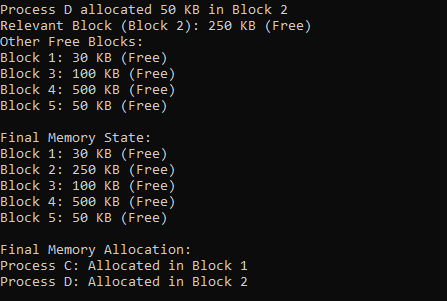 Process D allocated 50 KB in Block 2
Relevant Block (Block 2): 250 KB (Free)
Other Free Blocks:
Block 1: 30 KB (Free)
Block 3: 100 KB (Free)
Block 4: 500 KB (Free)
Block 5: 50 KB (Free)

Final Memory State:
Block 1: 30 KB (Free)
Block 2: 250 KB (Free)
Block 3: 100 KB (Free)
Block 4: 500 KB (Free)
Block 5: 50 KB (Free)

Final Memory Allocation:
Process C: Allocated in Block 1
Process D: Allocated in Block 2